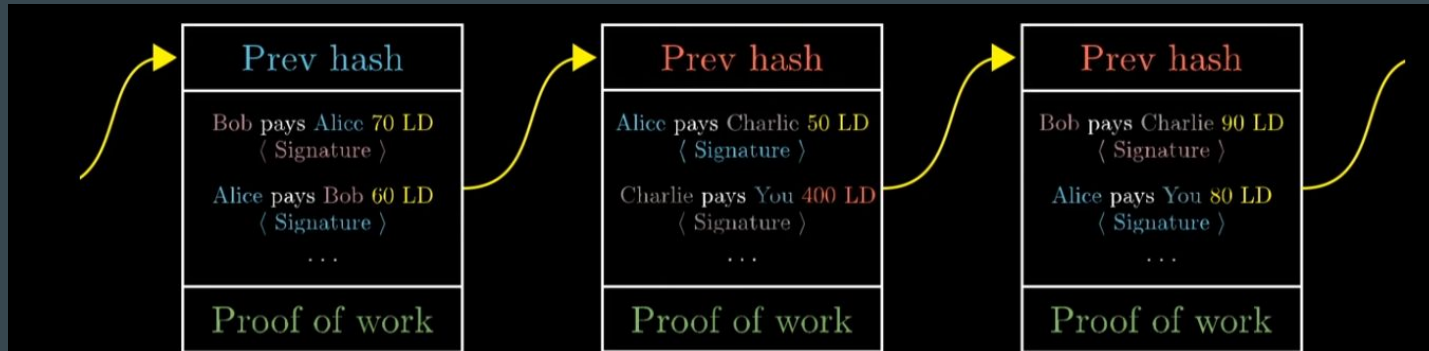 Prev hash
Bob pays Alice 70 LD
⟨ Signature ⟩
Alice pays Bob 60 LD
⟨ Signature ⟩
...
Proof of work
Prev hash
Alice pays Charlie 50 LD
⟨ Signature ⟩
Charlie pays You 400 LD
⟨ Signature ⟩
...
Proof of work
Prev hash
Bob pays Charlie 90 LD
⟨ Signature ⟩
Alice pays You 80 LD
⟨ Signature ⟩
...
Proof of work